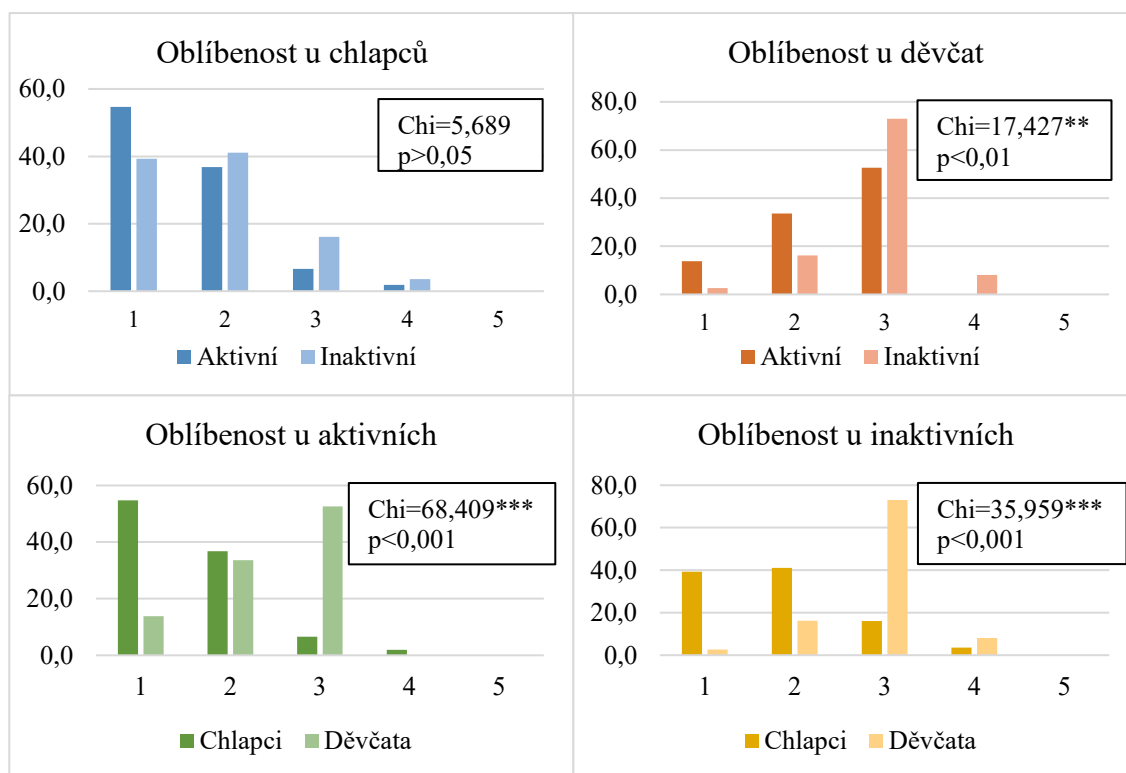 Oblíbenost u chlapců
60,0
40,0
20,0
0,0
Chi=5,689
p>0,05
1 2 3 4 5
Aktivní Inaktivní
Oblíbenost u děvčat
80,0
60,0
40,0
20,0
0,0
Chi=17,427**
p<0,01
1 2 3 4 5
Aktivní Inaktivní
Oblíbenost u aktivních
60,0
40,0
20,0
0,0
Chi=68,409***
p<0,001
1 2 3 4 5
Chlapci Děvčata
Oblíbenost u inaktivních
80,0
60,0
40,0
20,0
0,0
Chi=35,959***
p<0,001
1 2 3 4 5
Chlapci Děvčata